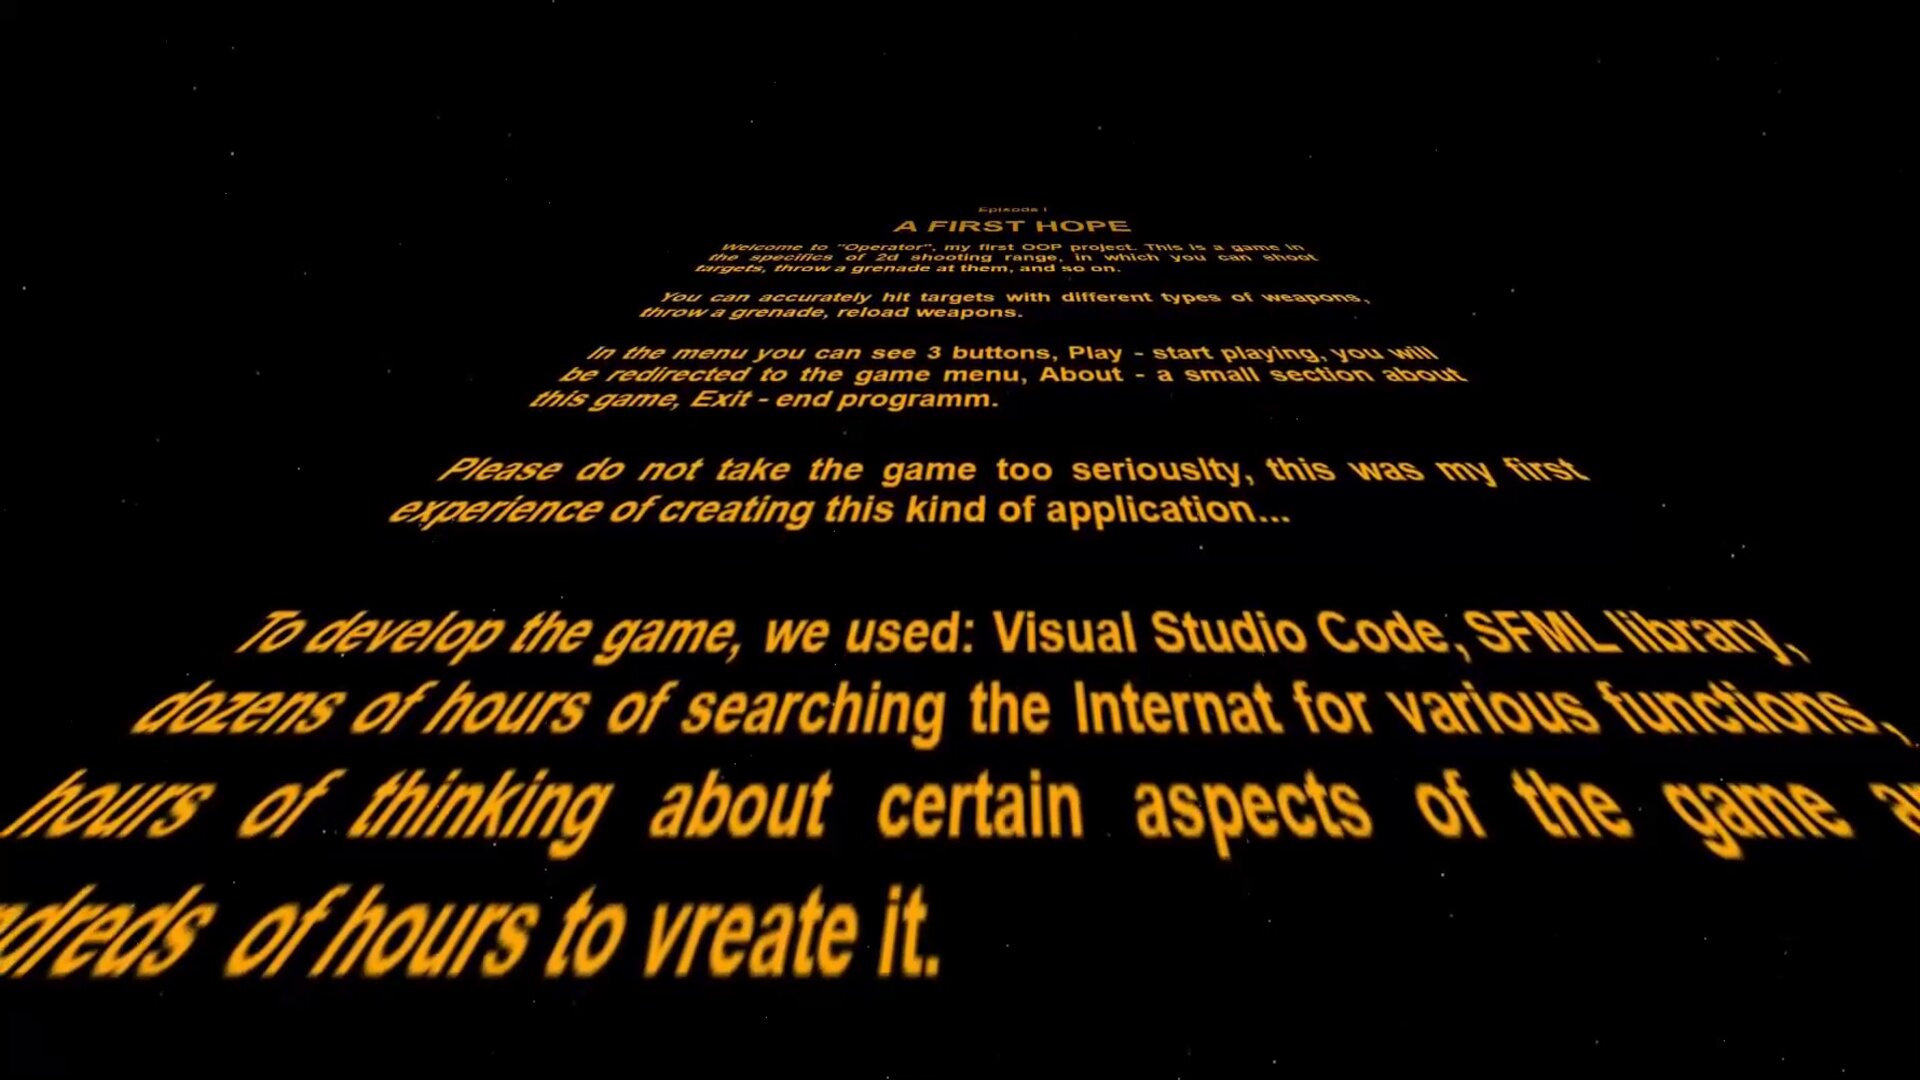 Episode I
A FIRST HOPE
Welcome to "Operator", my first OOP project. This is a game in
the specifics of 2d shooting range, in which you can shoot
targets, throw a grenade at them, and so on.
You can accurately hit targets with different types of weapons,
throw a grenade, reload weapons.
In the menu you can see 3 buttons, Play - start playing, you will
be redirected to the game menu, About - a small section about
this game, Exit - end programm.
Please do not take the game too seriouslty, this was my first
experience of creating this kind of application...
To develop the game, we used: Visual Studio Code, SFML library,
dozens of hours of searching the Internat for various functions,
hours of thinking about certain aspects of the game
of hours to vreate it.